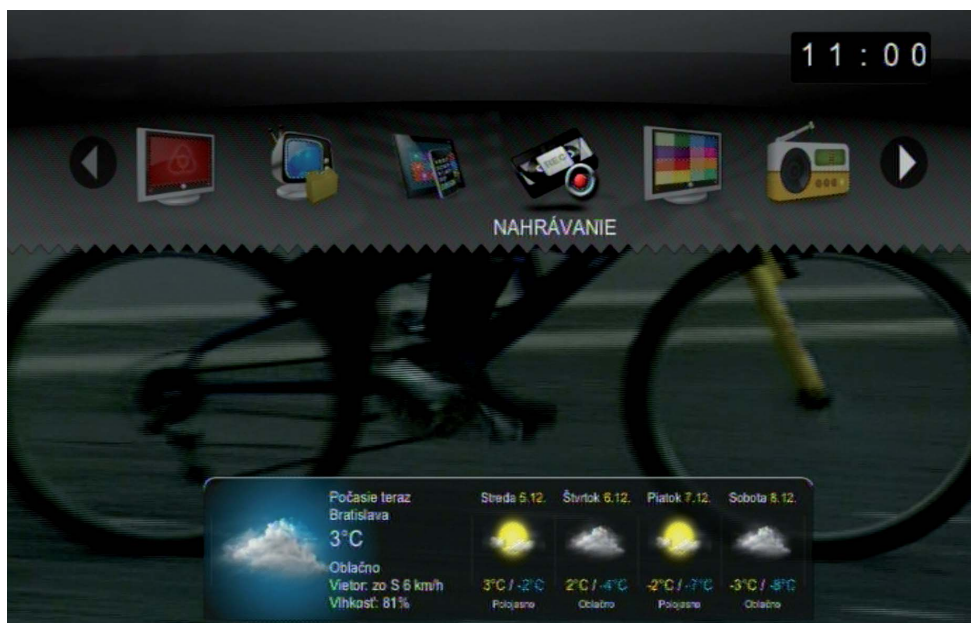 11:00
REC
NAHRÁVANIE
Počasie teraz
Bratislava
3°C
Oblačno
Vietor: zo S 6 km/h
Vlhkosť: 81%
Streda 5.12. Štvrtok 6.12. Piatok 7.12. Sobota 8.12.
3°C / -2°C 2°C / -4°C -2°C / -7°C -3°C / -8°C
Polojasno Oblačno Polojasno Oblačno